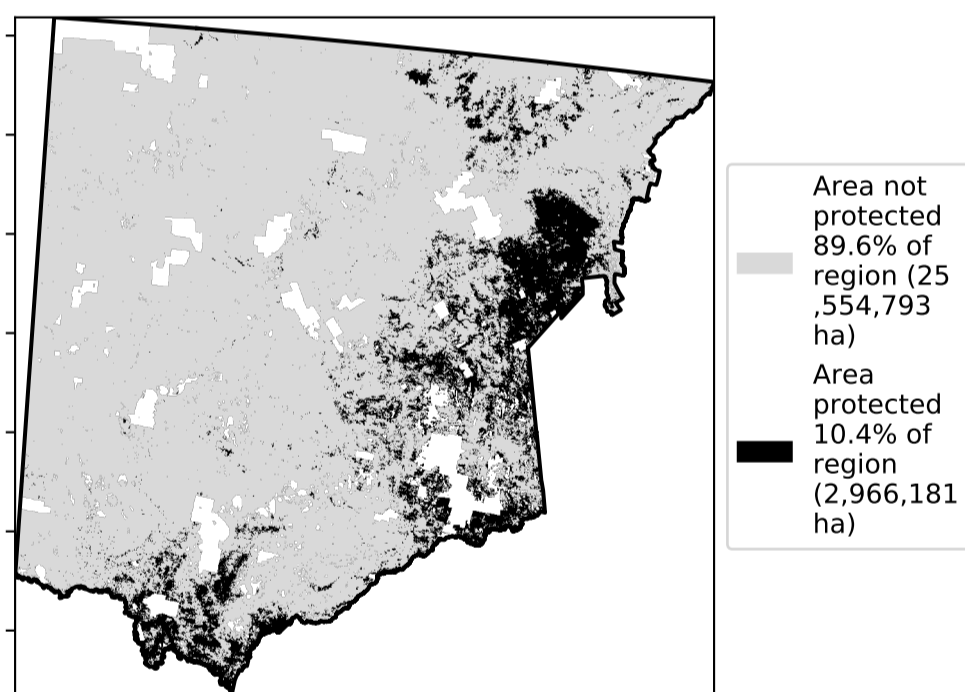 Area not
protected
89.6% of
region (25
,554,793
ha)
Area
protected
10.4% of
region
(2,966,181
ha)